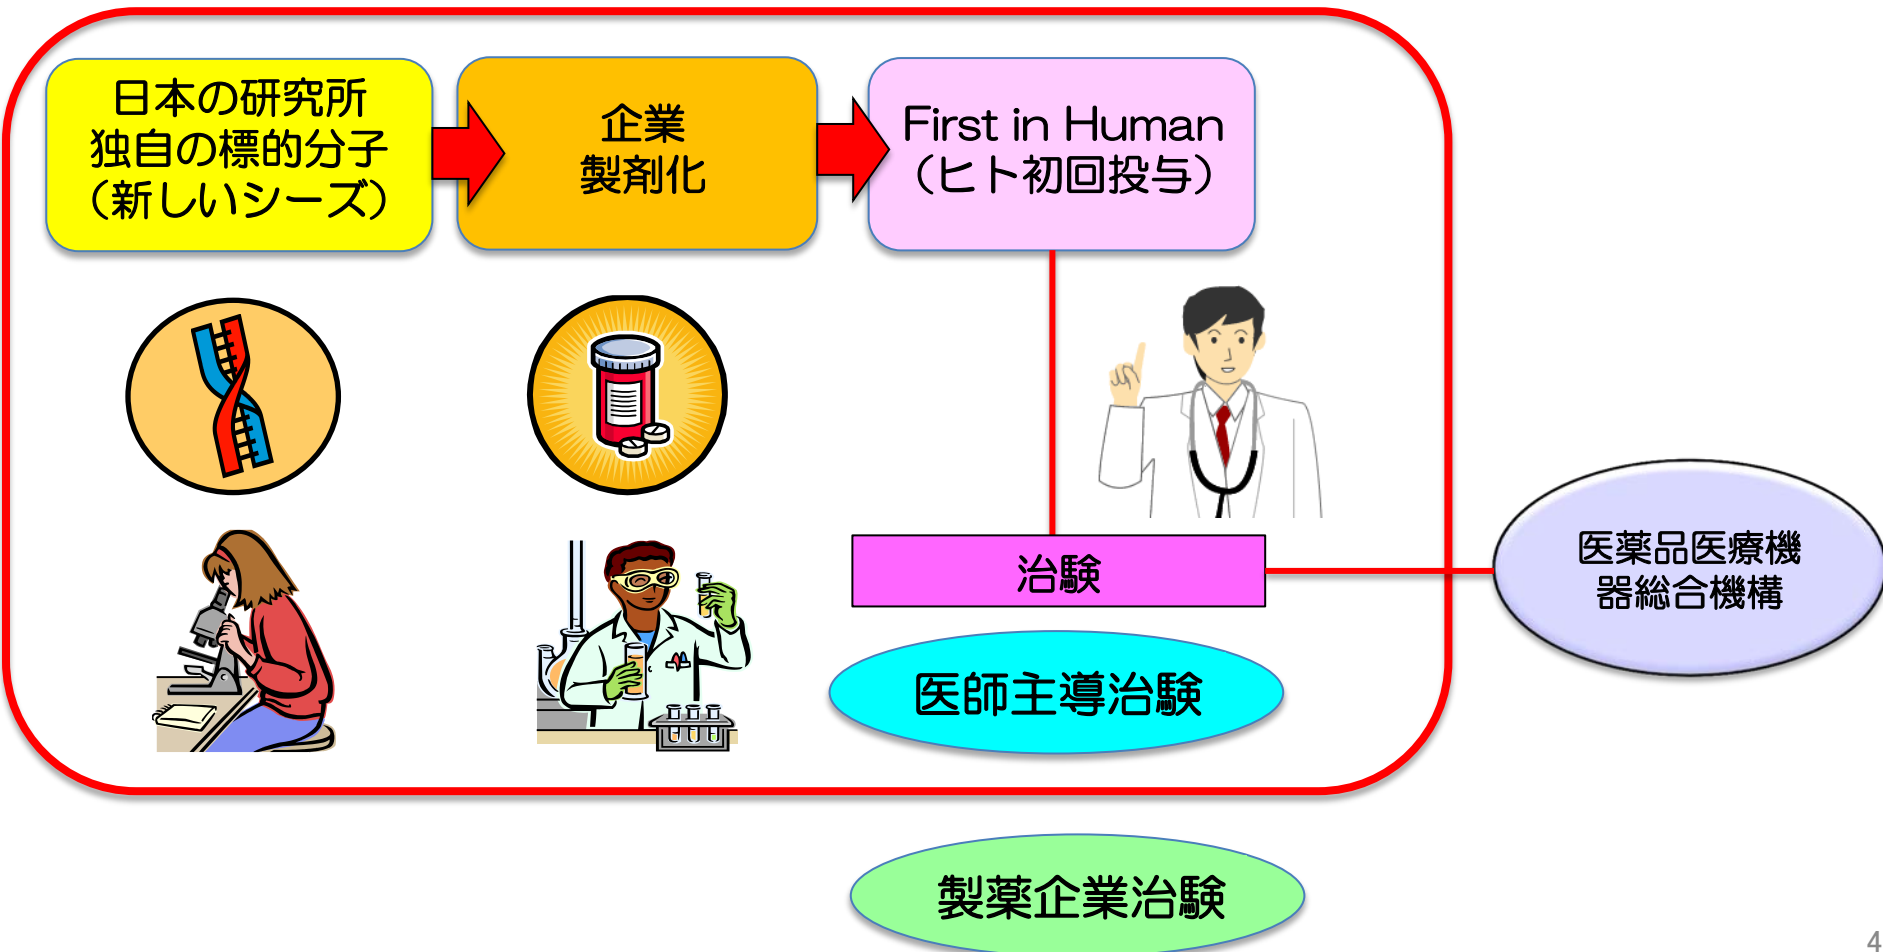 日本の研究所
独自の標的分子
（新しいシーズ）
企業
製剤化
First in Human
（ヒト初回投与）
治験
医薬品医療機
器総合機構
医師主導治験
製薬企業治験
4